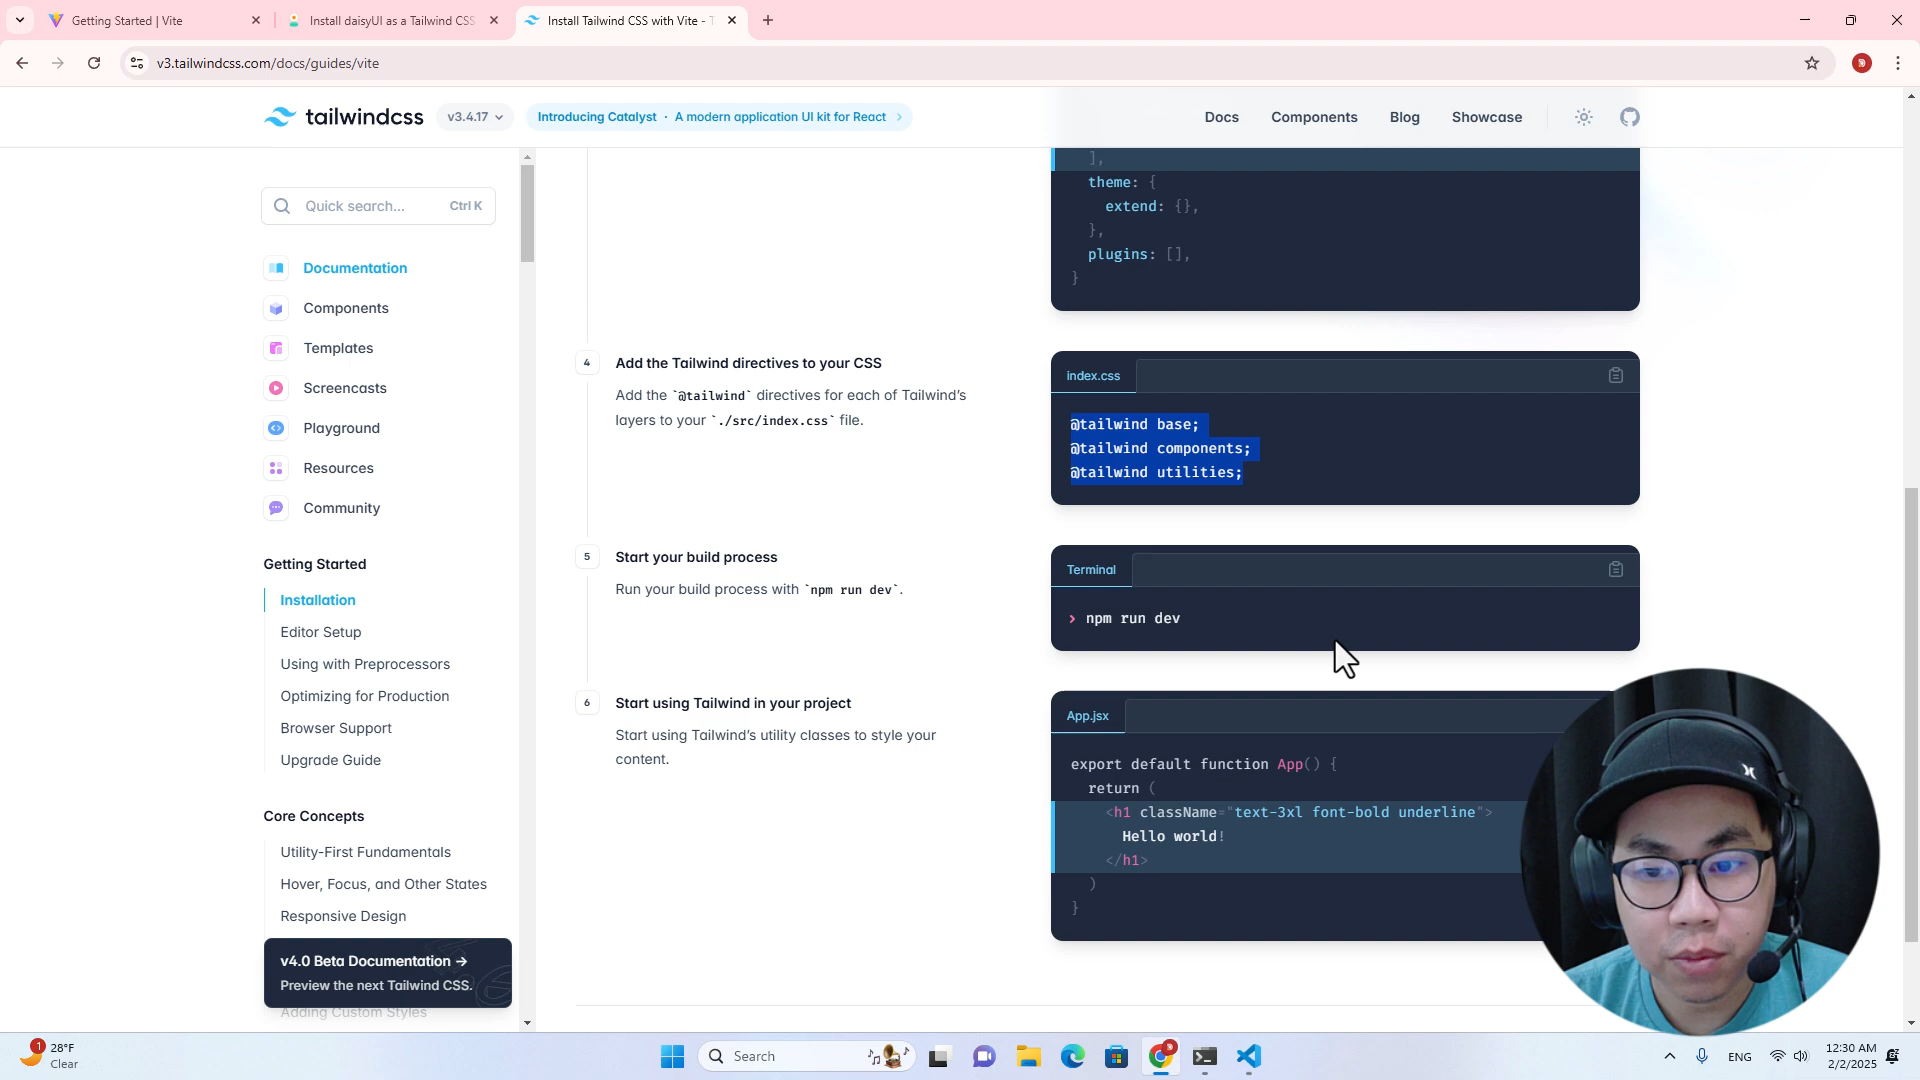 Getting Started | Vite
Install daisyUI as a Tailwind CSS
Install Tailwind CSS with Vite -
v3.tailwindcss.com/docs/guides/vite
tailwindcss
v3.4.17
Introducing Catalyst · A modern application UI kit for React
Docs
Components
Blog
Showcase
Quick search...
Ctrl K
Documentation
Components
Templates
Screencasts
Playground
Resources
Community
Getting Started
Installation
Editor Setup
Using with Preprocessors
Optimizing for Production
Browser Support
Upgrade Guide
Core Concepts
Utility-First Fundamentals
Hover, Focus, and Other States
Responsive Design
v4.0 Beta Documentation →
Preview the next Tailwind CSS.
Adding Custom Styles
],
theme: {
extend: {},
},
plugins: [],
}
4
Add the Tailwind directives to your CSS
Add the `@tailwind` directives for each of Tailwind’s
layers to your `./src/index.css` file.
index.css
@tailwind base;
@tailwind components;
@tailwind utilities;
5
Start your build process
Run your build process with `npm run dev`.
Terminal
> npm run dev
6
Start using Tailwind in your project
Start using Tailwind’s utility classes to style your
content.
App.jsx
export default function App() {
return (
<h1 className="text-3xl font-bold underline">
Hello world!
</h1>
)
}
1
28°F
Clear
Search
ENG
12:30 AM
2/2/2025